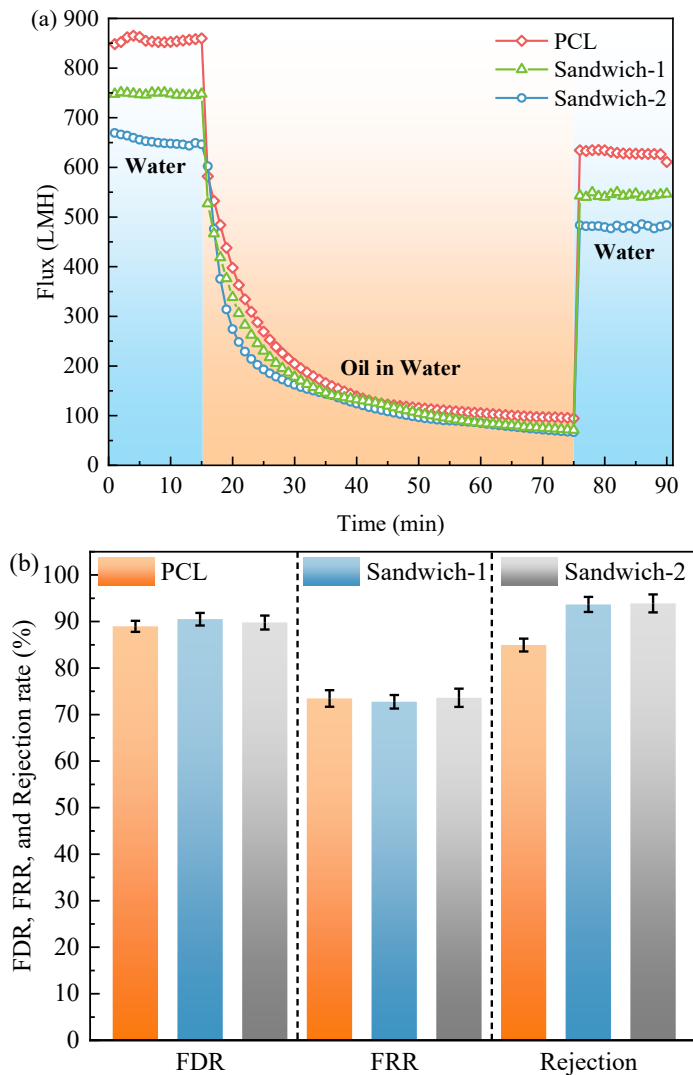 (a)
900
800
700
600
500
400
300
200
100
0
Flux (LMH)
PCL
Sandwich-1
Sandwich-2
Water
Oil in Water
Water
0 10 20 30 40 50 60 70 80 90
Time (min)
(b)
100
90
80
70
60
50
40
30
20
10
0
FDR, FRR, and Rejection rate (%)
PCL Sandwich-1 Sandwich-2
FDR FRR Rejection